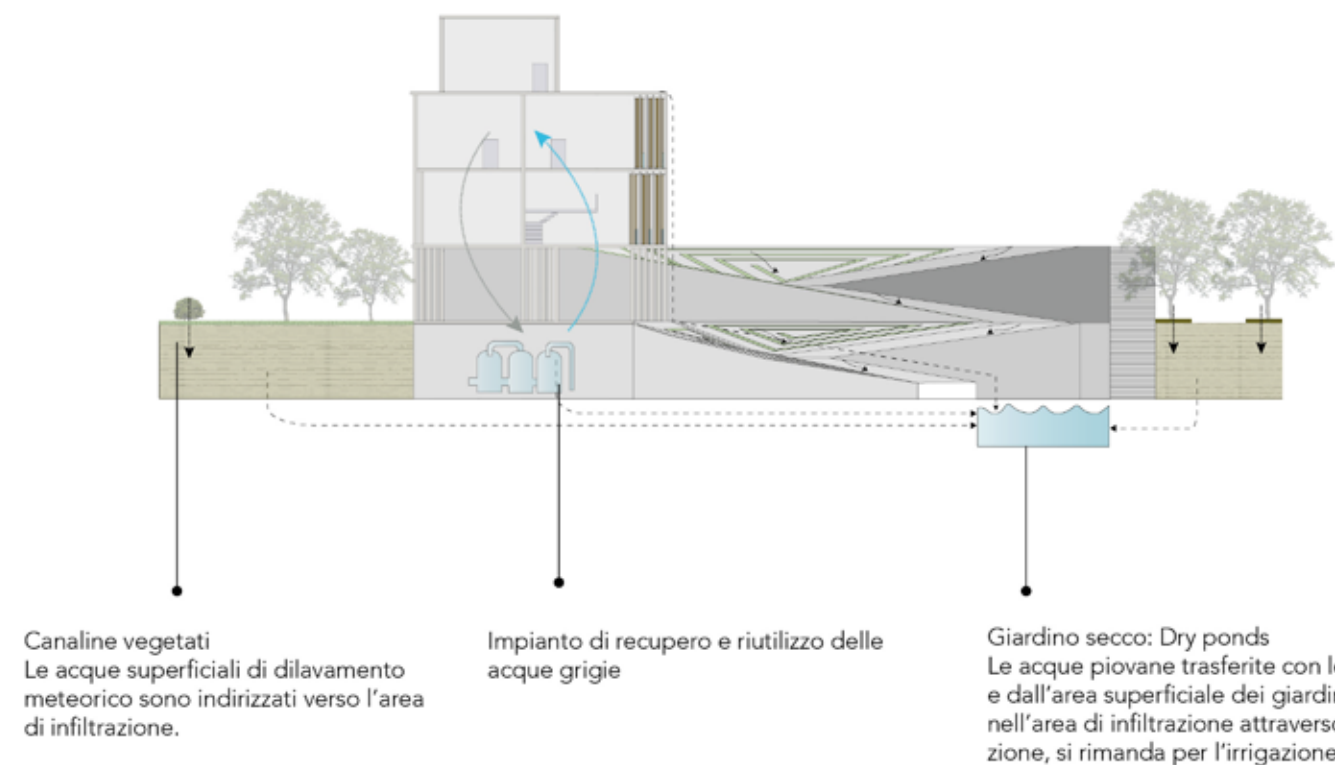 Canaline vegetati
Le acque superficiali di dilavamento
meteorico sono indirizzati verso l'area
di infiltrazione.
Impianto di recupero e riutilizzo delle
acque grigie
Giardino secco: Dry ponds
Le acque piovane trasferite con
e dall'area superficiale dei
nell'area di infiltrazione
zione, si rimanda per l'irrigazione